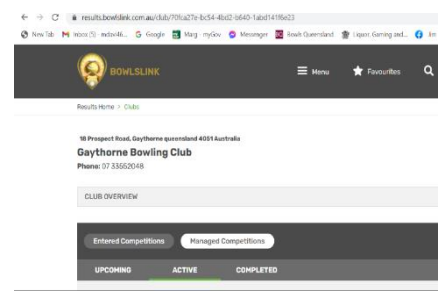 results.bowlslink.com.au/club/70fca27e-bc54-4bd2-b640-1abd141f6e23
New Tab Inbox (5) - mdav46... Google Marg - myGov Messenger Bowls Queensland Liquor, Gaming and... Jim
BOWLSLINK Menu Favourites
Results Home > Clubs
18 Prospect Road, Gaythorne queensland 4051 Australia
Gaythorne Bowling Club
Phone: 07 33552048
CLUB OVERVIEW
Entered Competitions Managed Competitions
UPCOMING ACTIVE COMPLETED